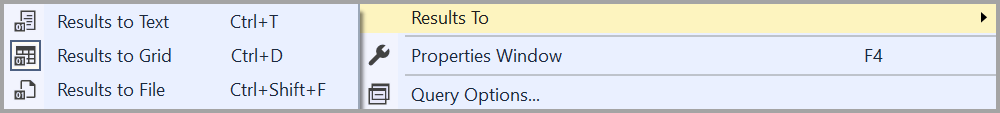 Results to Text Ctrl+T
Results to Grid Ctrl+D
Results to File Ctrl+Shift+F
Results To
Properties Window F4
Query Options...